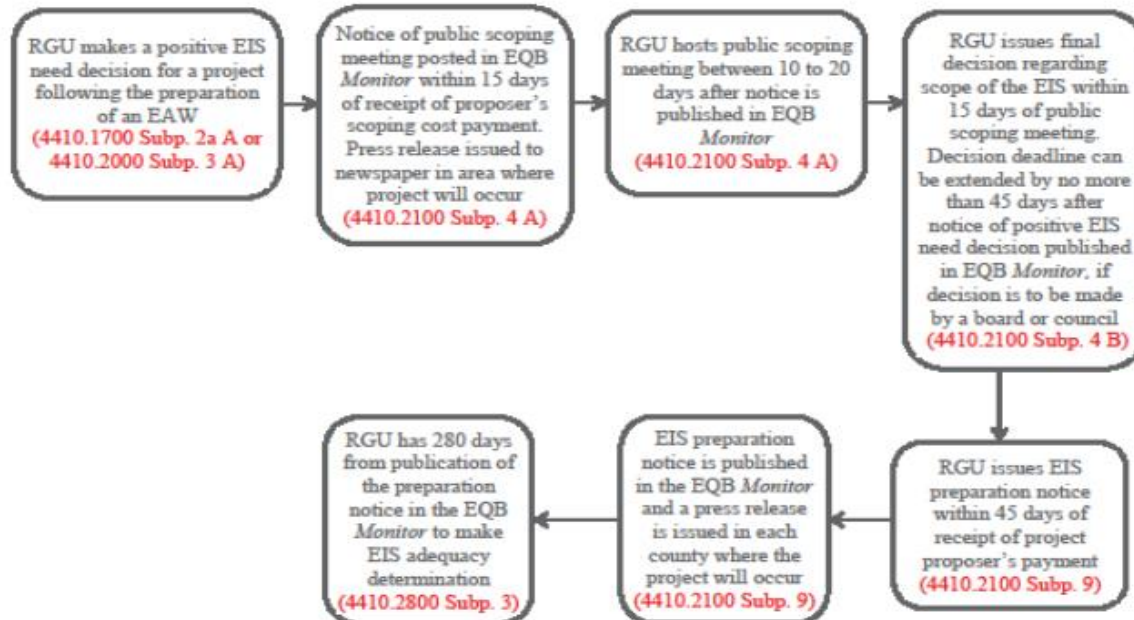 RGU makes a positive EIS
need decision for a project
following the preparation
of an EAW
(4410.1700 Subp. 2a A or
4410.2000 Subp. 3 A)
Notice of public scoping
meeting posted in EQB
Monitor within 15 days
of receipt of proposer's
scoping cost payment.
Press release issued to
newspaper in area where
project will occur
(4410.2100 Subp. 4 A)
RGU hosts public scoping
meeting between 10 to 20
days after notice is
published in EQB
Monitor
(4410.2100 Subp. 4 A)
RGU issues final
decision regarding
scope of the EIS within
15 days of public
scoping meeting.
Decision deadline can
be extended by no more
than 45 days after
notice of positive EIS
need decision published
in EQB Monitor, if
decision is to be made
by a board or council
(4410.2100 Subp. 4 B)
RGU issues EIS
preparation notice
within 45 days of
receipt of project
proposer's payment
(4410.2100 Subp. 9)
EIS preparation
notice is published
in the EQB Monitor
and a press release
is issued in each
county where the
project will occur
(4410.2100 Subp. 9)
RGU has 280 days
from publication of
the preparation
notice in the EQB
Monitor to make
EIS adequacy
determination
(4410.2800 Subp. 3)